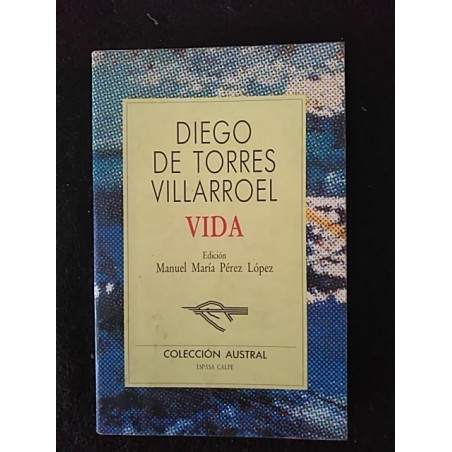 DIEGO
DE TORRES
VILLARROEL
VIDA
Edición
Manuel María Pérez López
COLECCIÓN AUSTRAL
ESPASA CALPE